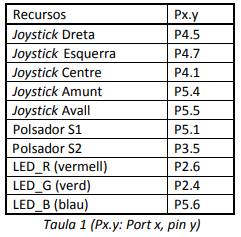 Recursos Px.y
Joystick Dreta P4.5
Joystick Esquerra P4.7
Joystick Centre P4.1
Joystick Amunt P5.4
Joystick Avall P5.5
Polsador S1 P5.1
Polsador S2 P3.5
LED_R (vermell) P2.6
LED_G (verd) P2.4
LED_B (blau) P5.6
Taula 1 (Px.y: Port x, pin y)